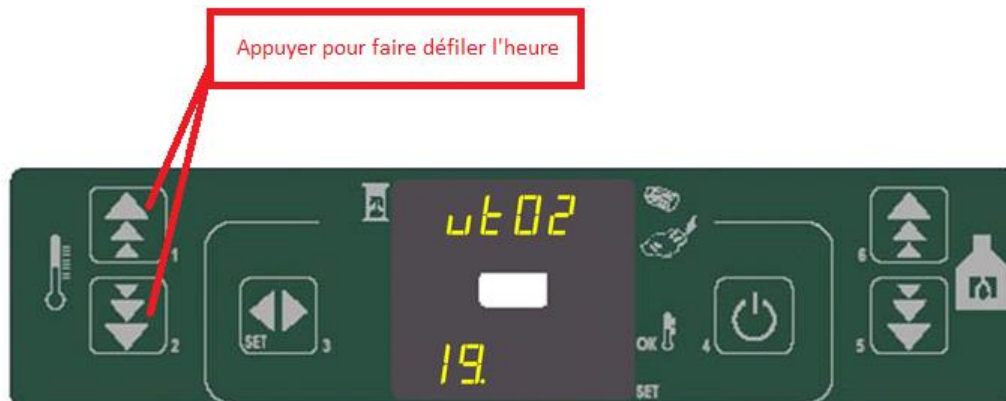 Appuyer pour faire défiler l'heure
1
ut02
6
SET 3
OK 4
2
19.
5
SET